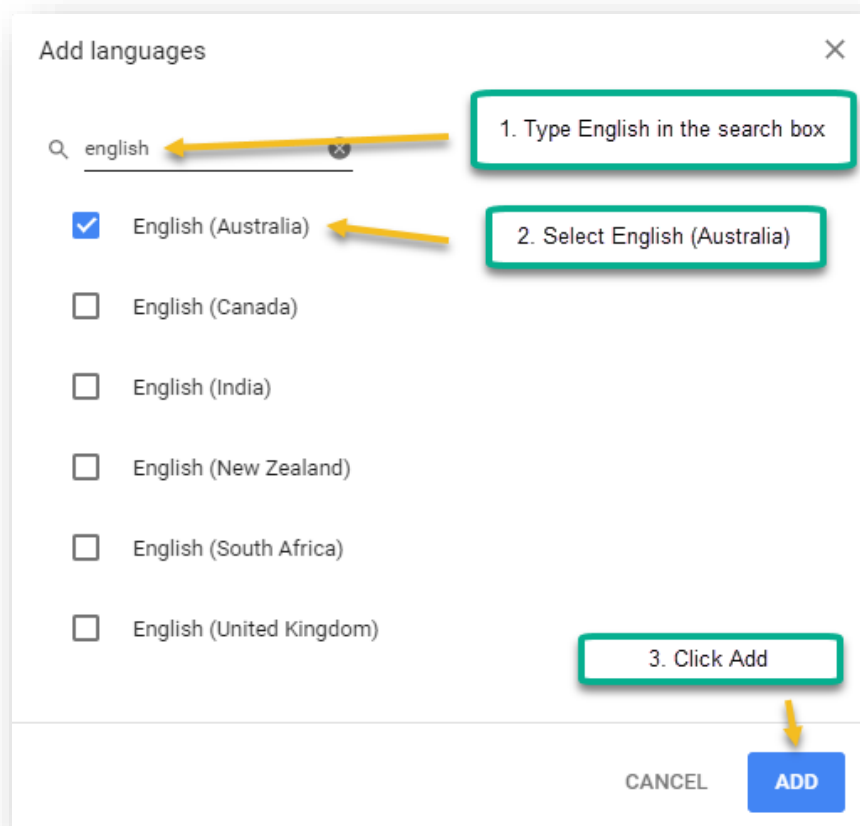 Add languages
1. Type English in the search box
english
English (Australia)
2. Select English (Australia)
English (Canada)
English (India)
English (New Zealand)
English (South Africa)
English (United Kingdom)
3. Click Add
CANCEL
ADD